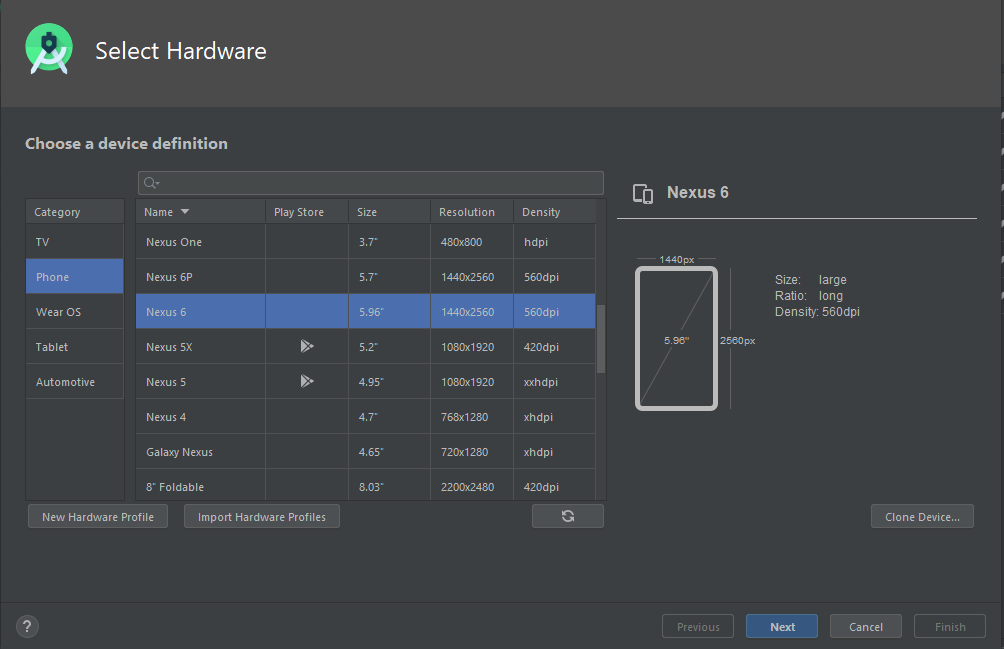 Select Hardware
Choose a device definition
Category
TV
Phone
Wear OS
Tablet
Automotive
Name Play Store Size Resolution Density
Nexus One 3.7" 480x800 hdpi
Nexus 6P 5.7" 1440x2560 560dpi
Nexus 6 5.96" 1440x2560 560dpi
Nexus 5X 5.2" 1080x1920 420dpi
Nexus 5 4.95" 1080x1920 xxhdpi
Nexus 4 4.7" 768x1280 xhdpi
Galaxy Nexus 4.65" 720x1280 xhdpi
8" Foldable 8.03" 2200x2480 420dpi
Nexus 6
1440px
5.96"
2560px
Size: large
Ratio: long
Density: 560dpi
New Hardware Profile Import Hardware Profiles Clone Device...
? Previous Next Cancel Finish